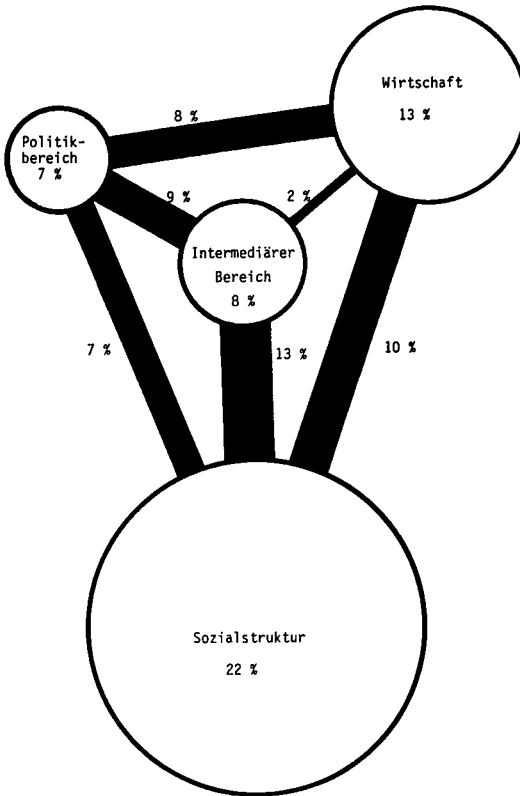 Wirtschaft
13 %
8 %
Politik-
bereich
7 %
9 %
2 %
Intermediärer
Bereich
8 %
7 %
13 %
10 %
Sozialstruktur
22 %